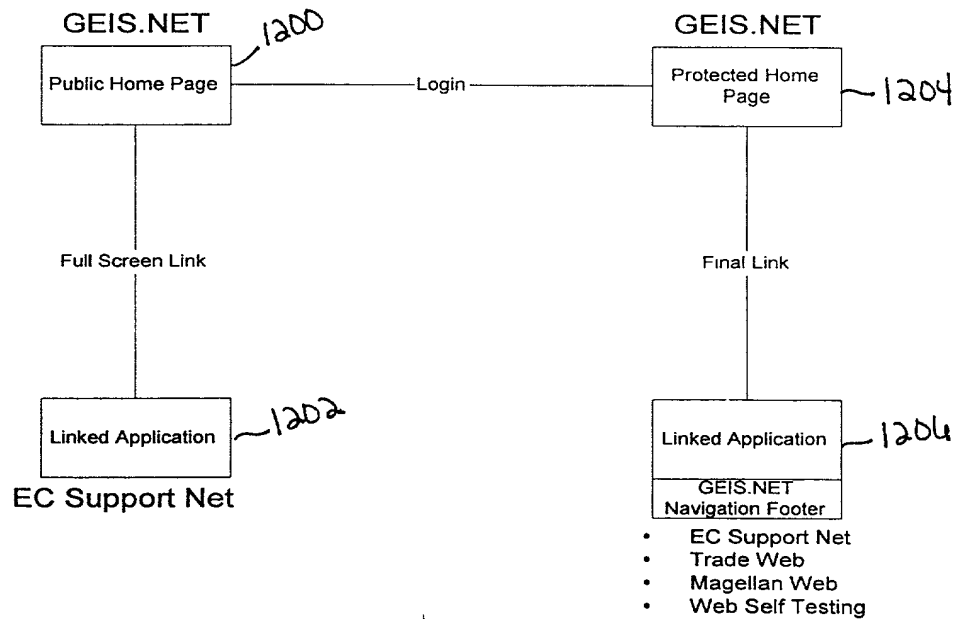 GEIS.NET
1200
Public Home Page
Login
GEIS.NET
Protected Home
Page
1204
Full Screen Link
Final Link
Linked Application
1202
EC Support Net
Linked Application
1206
GEIS.NET
Navigation Footer
• EC Support Net
• Trade Web
• Magellan Web
• Web Self Testing